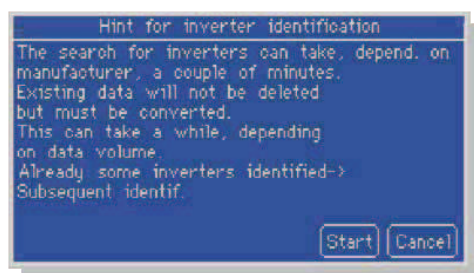 Hint for inverter identification
The search for inverters can take, depend. on
manufacturer, a couple of minutes.
Existing data will not be deleted
but must be converted.
This can take a while, depending
on data volume.
Already some inverters identified->
Subsequent identif.
Start Cancel